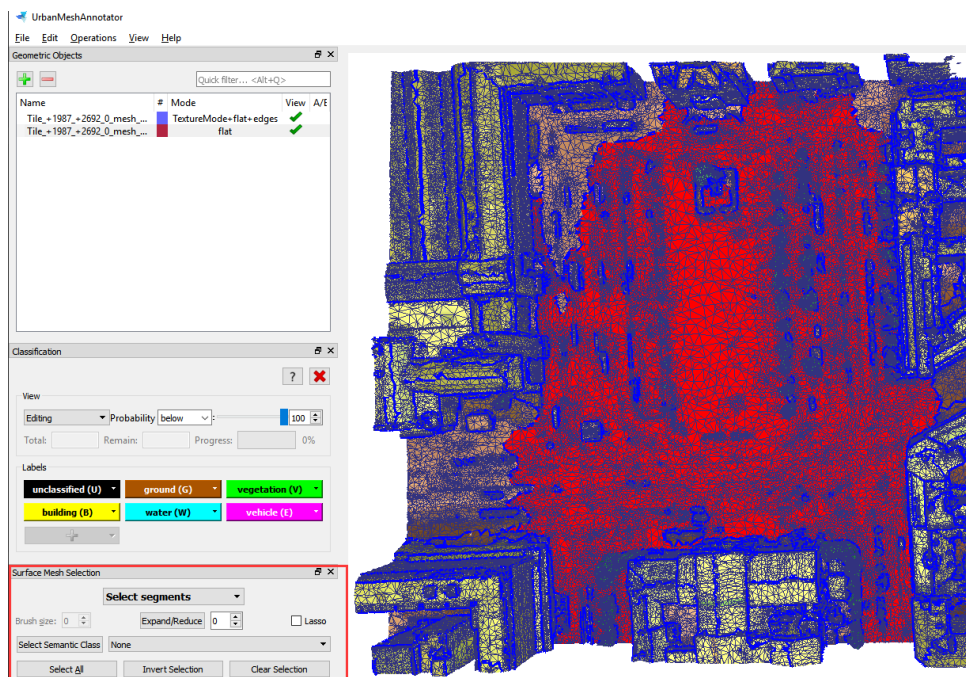 UrbanMeshAnnotator
File Edit Operations View Help
Geometric Objects
Quick filter... <Alt+Q>
Name # Mode View A/E
Tile_+1987_+2692_0_mesh_... TextureMode+flat+edges
Tile_+1987_+2692_0_mesh_... flat
Classification
?
View
Editing Probability below : 100
Total: Remain: Progress: 0%
Labels
unclassified (U) ground (G) vegetation (V)
building (B) water (W) vehicle (E)
Surface Mesh Selection
Select segments
Brush size: 0 Expand/Reduce 0 Lasso
Select Semantic Class None
Select All Invert Selection Clear Selection